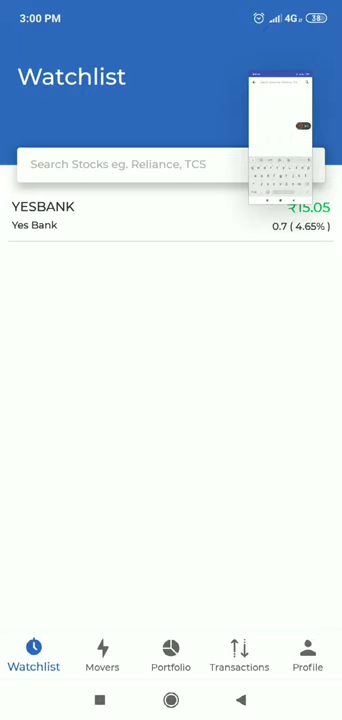 3:00 PM
4G
38
Watchlist
Search Stocks eg. Reliance, TCS
YESBANK
₹15.05
Yes Bank
0.7 ( 4.65% )
Watchlist
Movers
Portfolio
Transactions
Profile